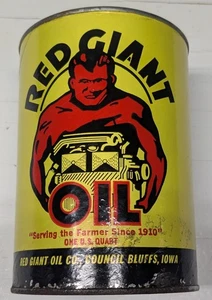 RED GIANT
OIL
"Serving the Farmer Since 1910"
ONE U.S. QUART
RED GIANT OIL CO., COUNCIL BLUFFS, IOWA